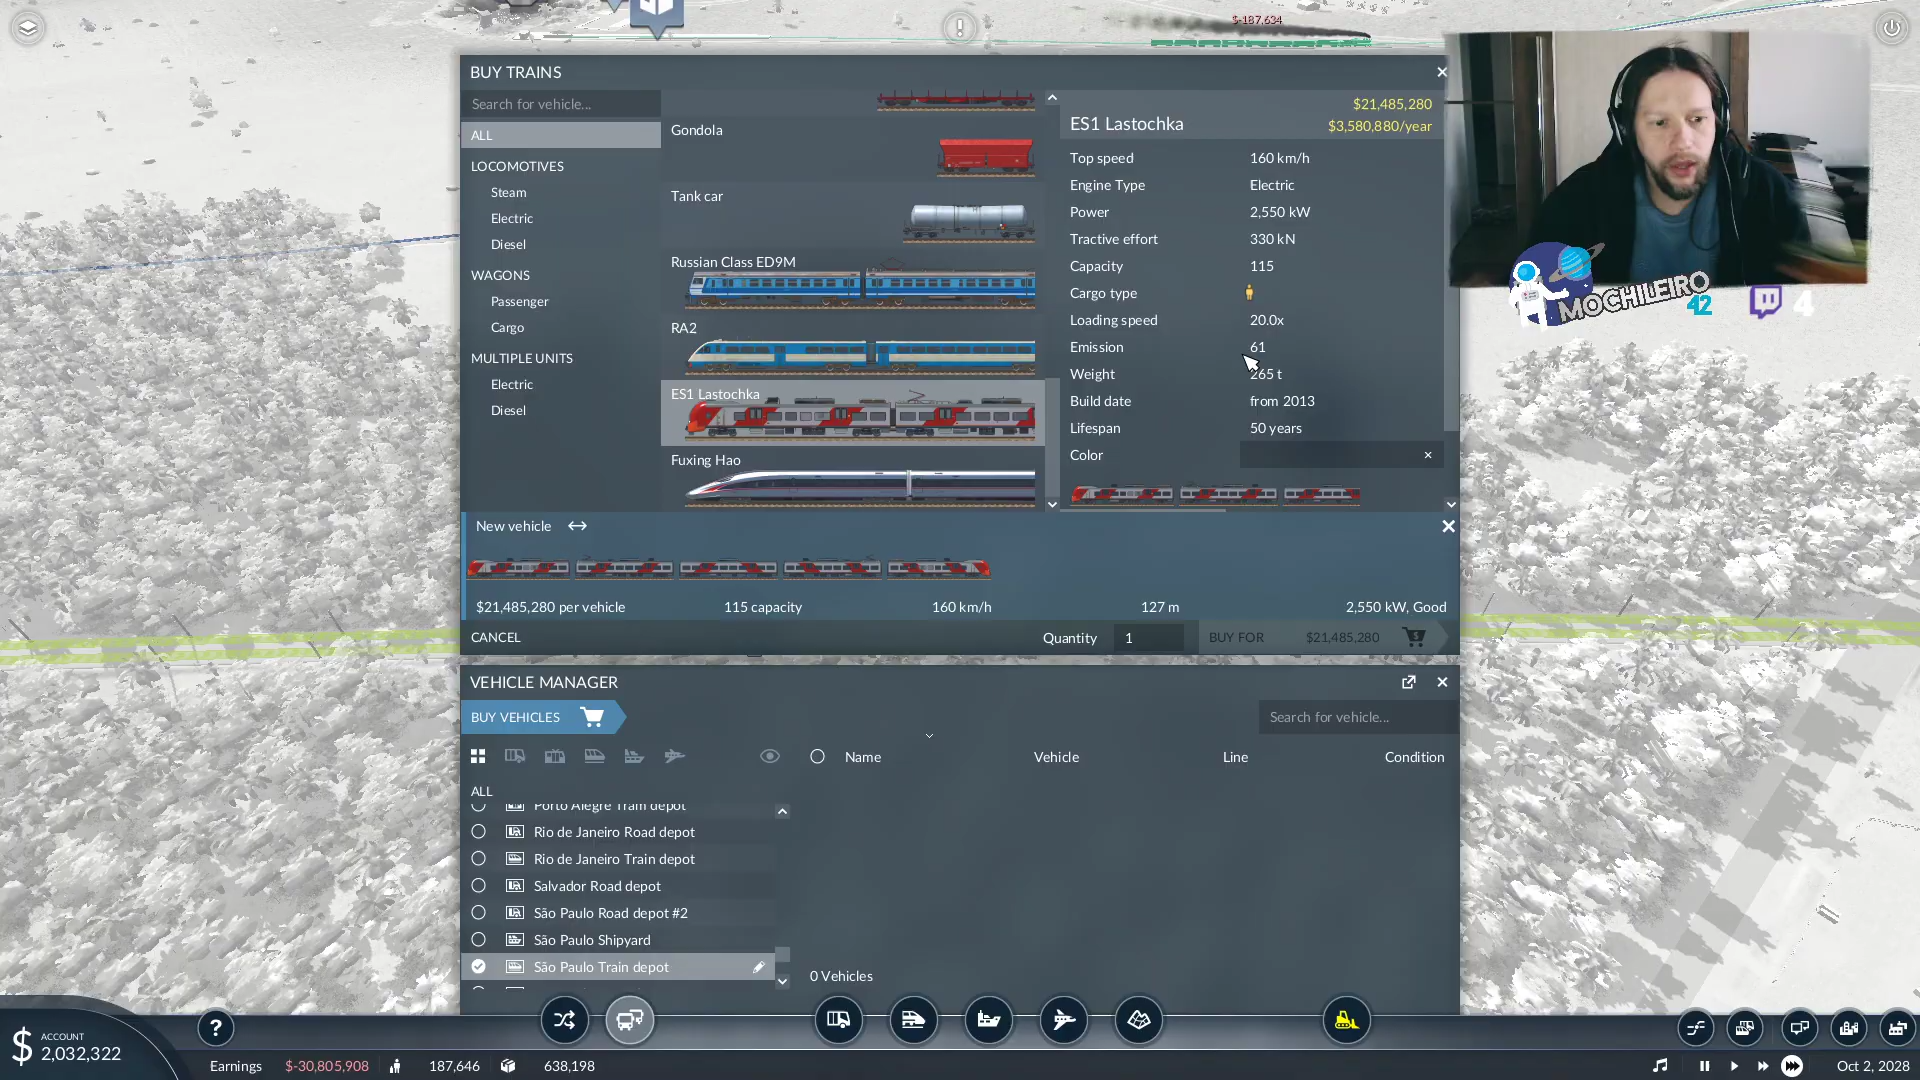 $-187,634
BUY TRAINS
Search for vehicle...
ALL
LOCOMOTIVES
Steam
Electric
Diesel
WAGONS
Passenger
Cargo
MULTIPLE UNITS
Electric
Diesel
Gondola
Tank car
Russian Class ED9M
RA2
ES1 Lastochka
Fuxing Hao
$21,485,280
ES1 Lastochka
$3,580,880/year
Top speed 160 km/h
Engine Type Electric
Power 2,550 kW
Tractive effort 330 kN
Capacity 115
Cargo type
Loading speed 20.0x
Emission 61
Weight 265 t
Build date from 2013
Lifespan 50 years
Color
MOCHILEIRO
42
4
New vehicle
$21,485,280 per vehicle 115 capacity 160 km/h 127 m 2,550 kW, Good
CANCEL Quantity 1 BUY FOR $21,485,280
VEHICLE MANAGER
BUY VEHICLES
Search for vehicle...
Name Vehicle Line Condition
ALL
Porto Alegre Tram depot
Rio de Janeiro Road depot
Rio de Janeiro Train depot
Salvador Road depot
São Paulo Road depot #2
São Paulo Shipyard
São Paulo Train depot
0 Vehicles
?
$ ACCOUNT
2,032,322
Earnings $-30,805,908 187,646 638,198
Oct 2, 2028